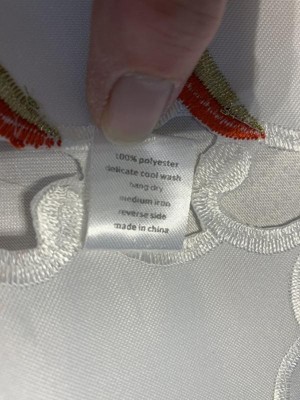 100% polyester
delicate cool wash
hang dry
medium iron
reverse side
made in china